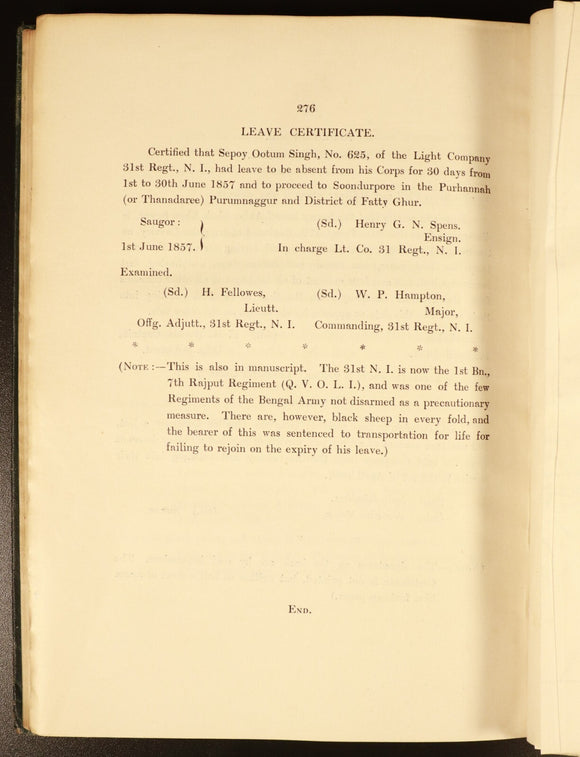 276
LEAVE CERTIFICATE.
Certified that Sepoy Ootum Singh, No. 625, of the Light Company
31st Regt., N. I., had leave to be absent from his Corps for 30 days from
1st to 30th June 1857 and to proceed to Soondurpore in the Purhannah
(or Thanadaree) Purumnaggur and District of Fatty Ghur.
Saugor :
(Sd.) Henry G. N. Spens.
Ensign.
1st June 1857.
In charge Lt. Co. 31 Regt., N. I.
Examined.
(Sd.) H. Fellowes,
Lieutt.
Offg. Adjutt., 31st Regt., N. I.
(Sd.) W. P. Hampton,
Major,
Commanding, 31st Regt., N. I.
* * * * * * *
(NOTE :—This is also in manuscript. The 31st N. I. is now the 1st Bn.,
7th Rajput Regiment (Q. V. O. L. I.), and was one of the few
Regiments of the Bengal Army not disarmed as a precautionary
measure. There are, however, black sheep in every fold, and
the bearer of this was sentenced to transportation for life for
failing to rejoin on the expiry of his leave.)
END.